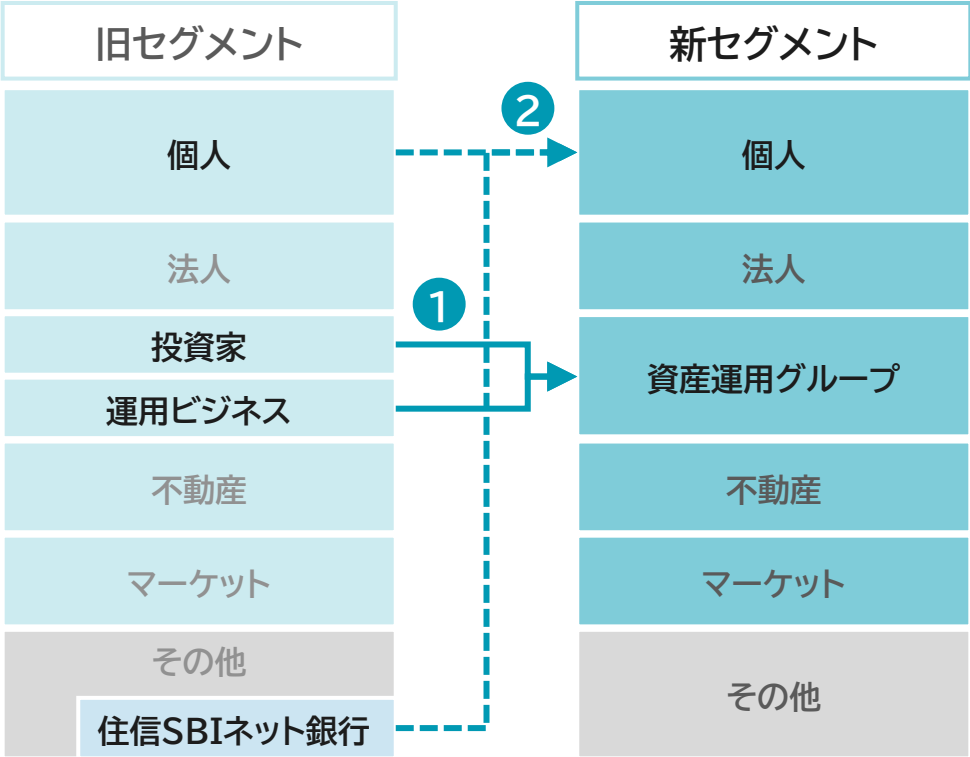 旧セグメント
新セグメント
個人
2
個人
法人
法人
1
投資家
運用ビジネス
資産運用グループ
不動産
不動産
マーケット
マーケット
その他
住信SBIネット銀行
その他